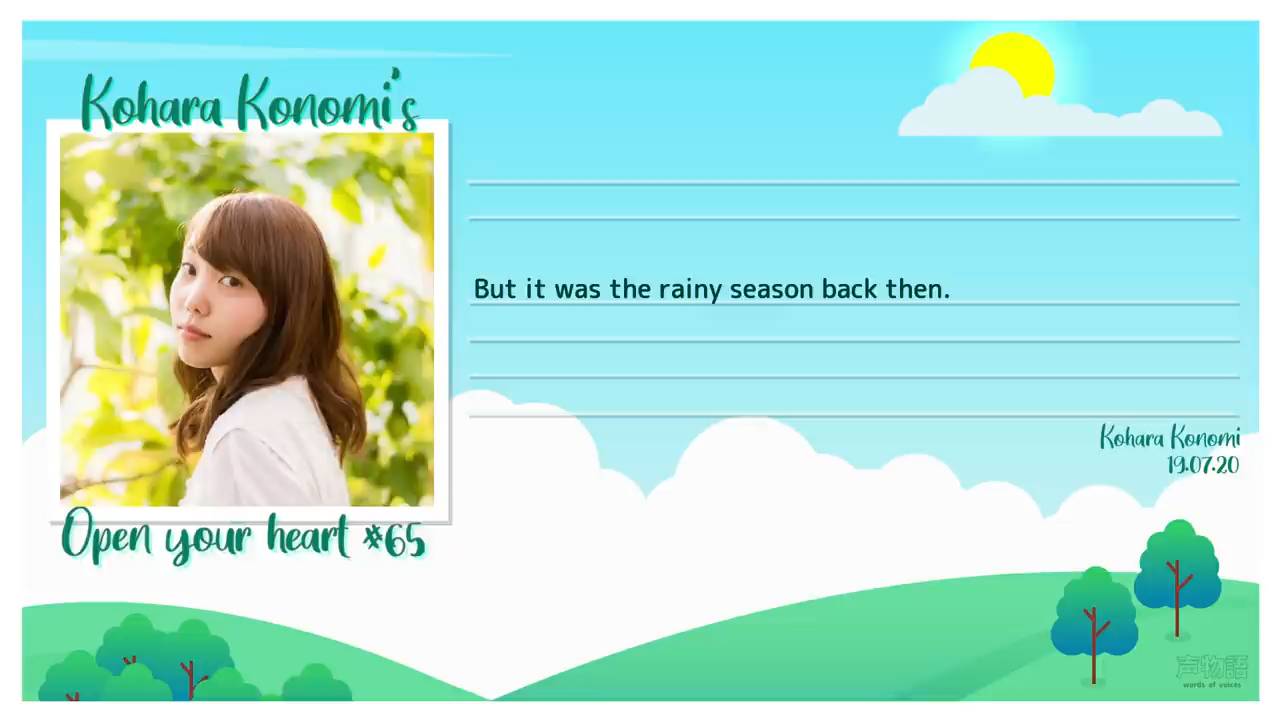 Kohara Konomi's
But it was the rainy season back then.
Kohara Konomi
19.07.20
Open your heart #65
声物語
words of voices